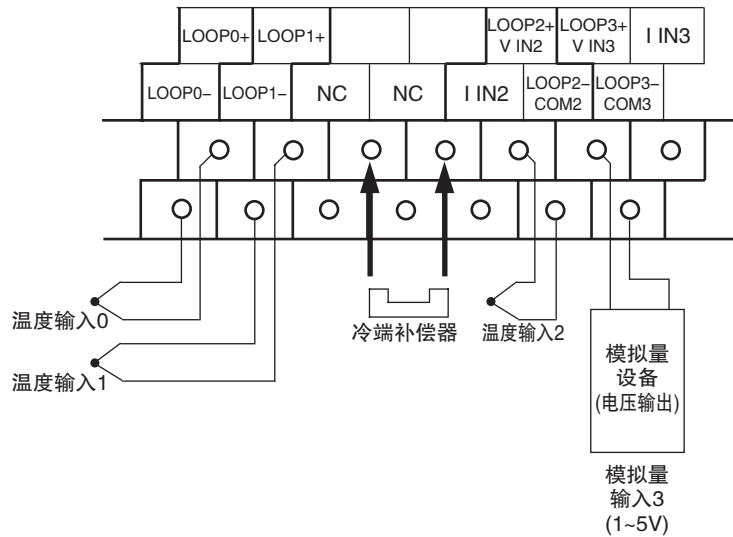 LOOP0+
LOOP1+
LOOP2+
V IN2
LOOP3+
V IN3
I IN3
LOOP0−
LOOP1−
NC
NC
I IN2
LOOP2−
COM2
LOOP3−
COM3
温度输入0
温度输入1
冷端补偿器
温度输入2
模拟量
设备
(电压输出)
模拟量
输入3
(1~5V)